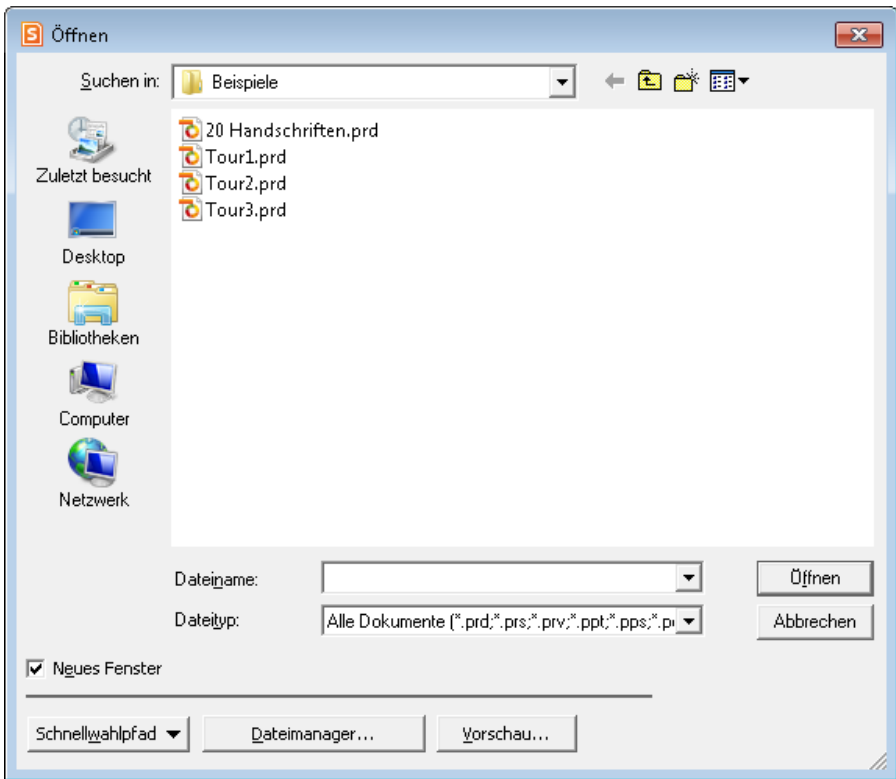 Öffnen
Suchen in: Beispiele
20 Handschriften.prd
Tour1.prd
Tour2.prd
Tour3.prd
Zuletzt besucht
Desktop
Bibliotheken
Computer
Netzwerk
Dateiname: Öffnen
Dateityp: Alle Dokumente (*.prd;*.prs;*.prv;*.ppt;*.pps;*.p Abbrechen
Neues Fenster
Schnellwahlpfad Dateimanager... Vorschau...